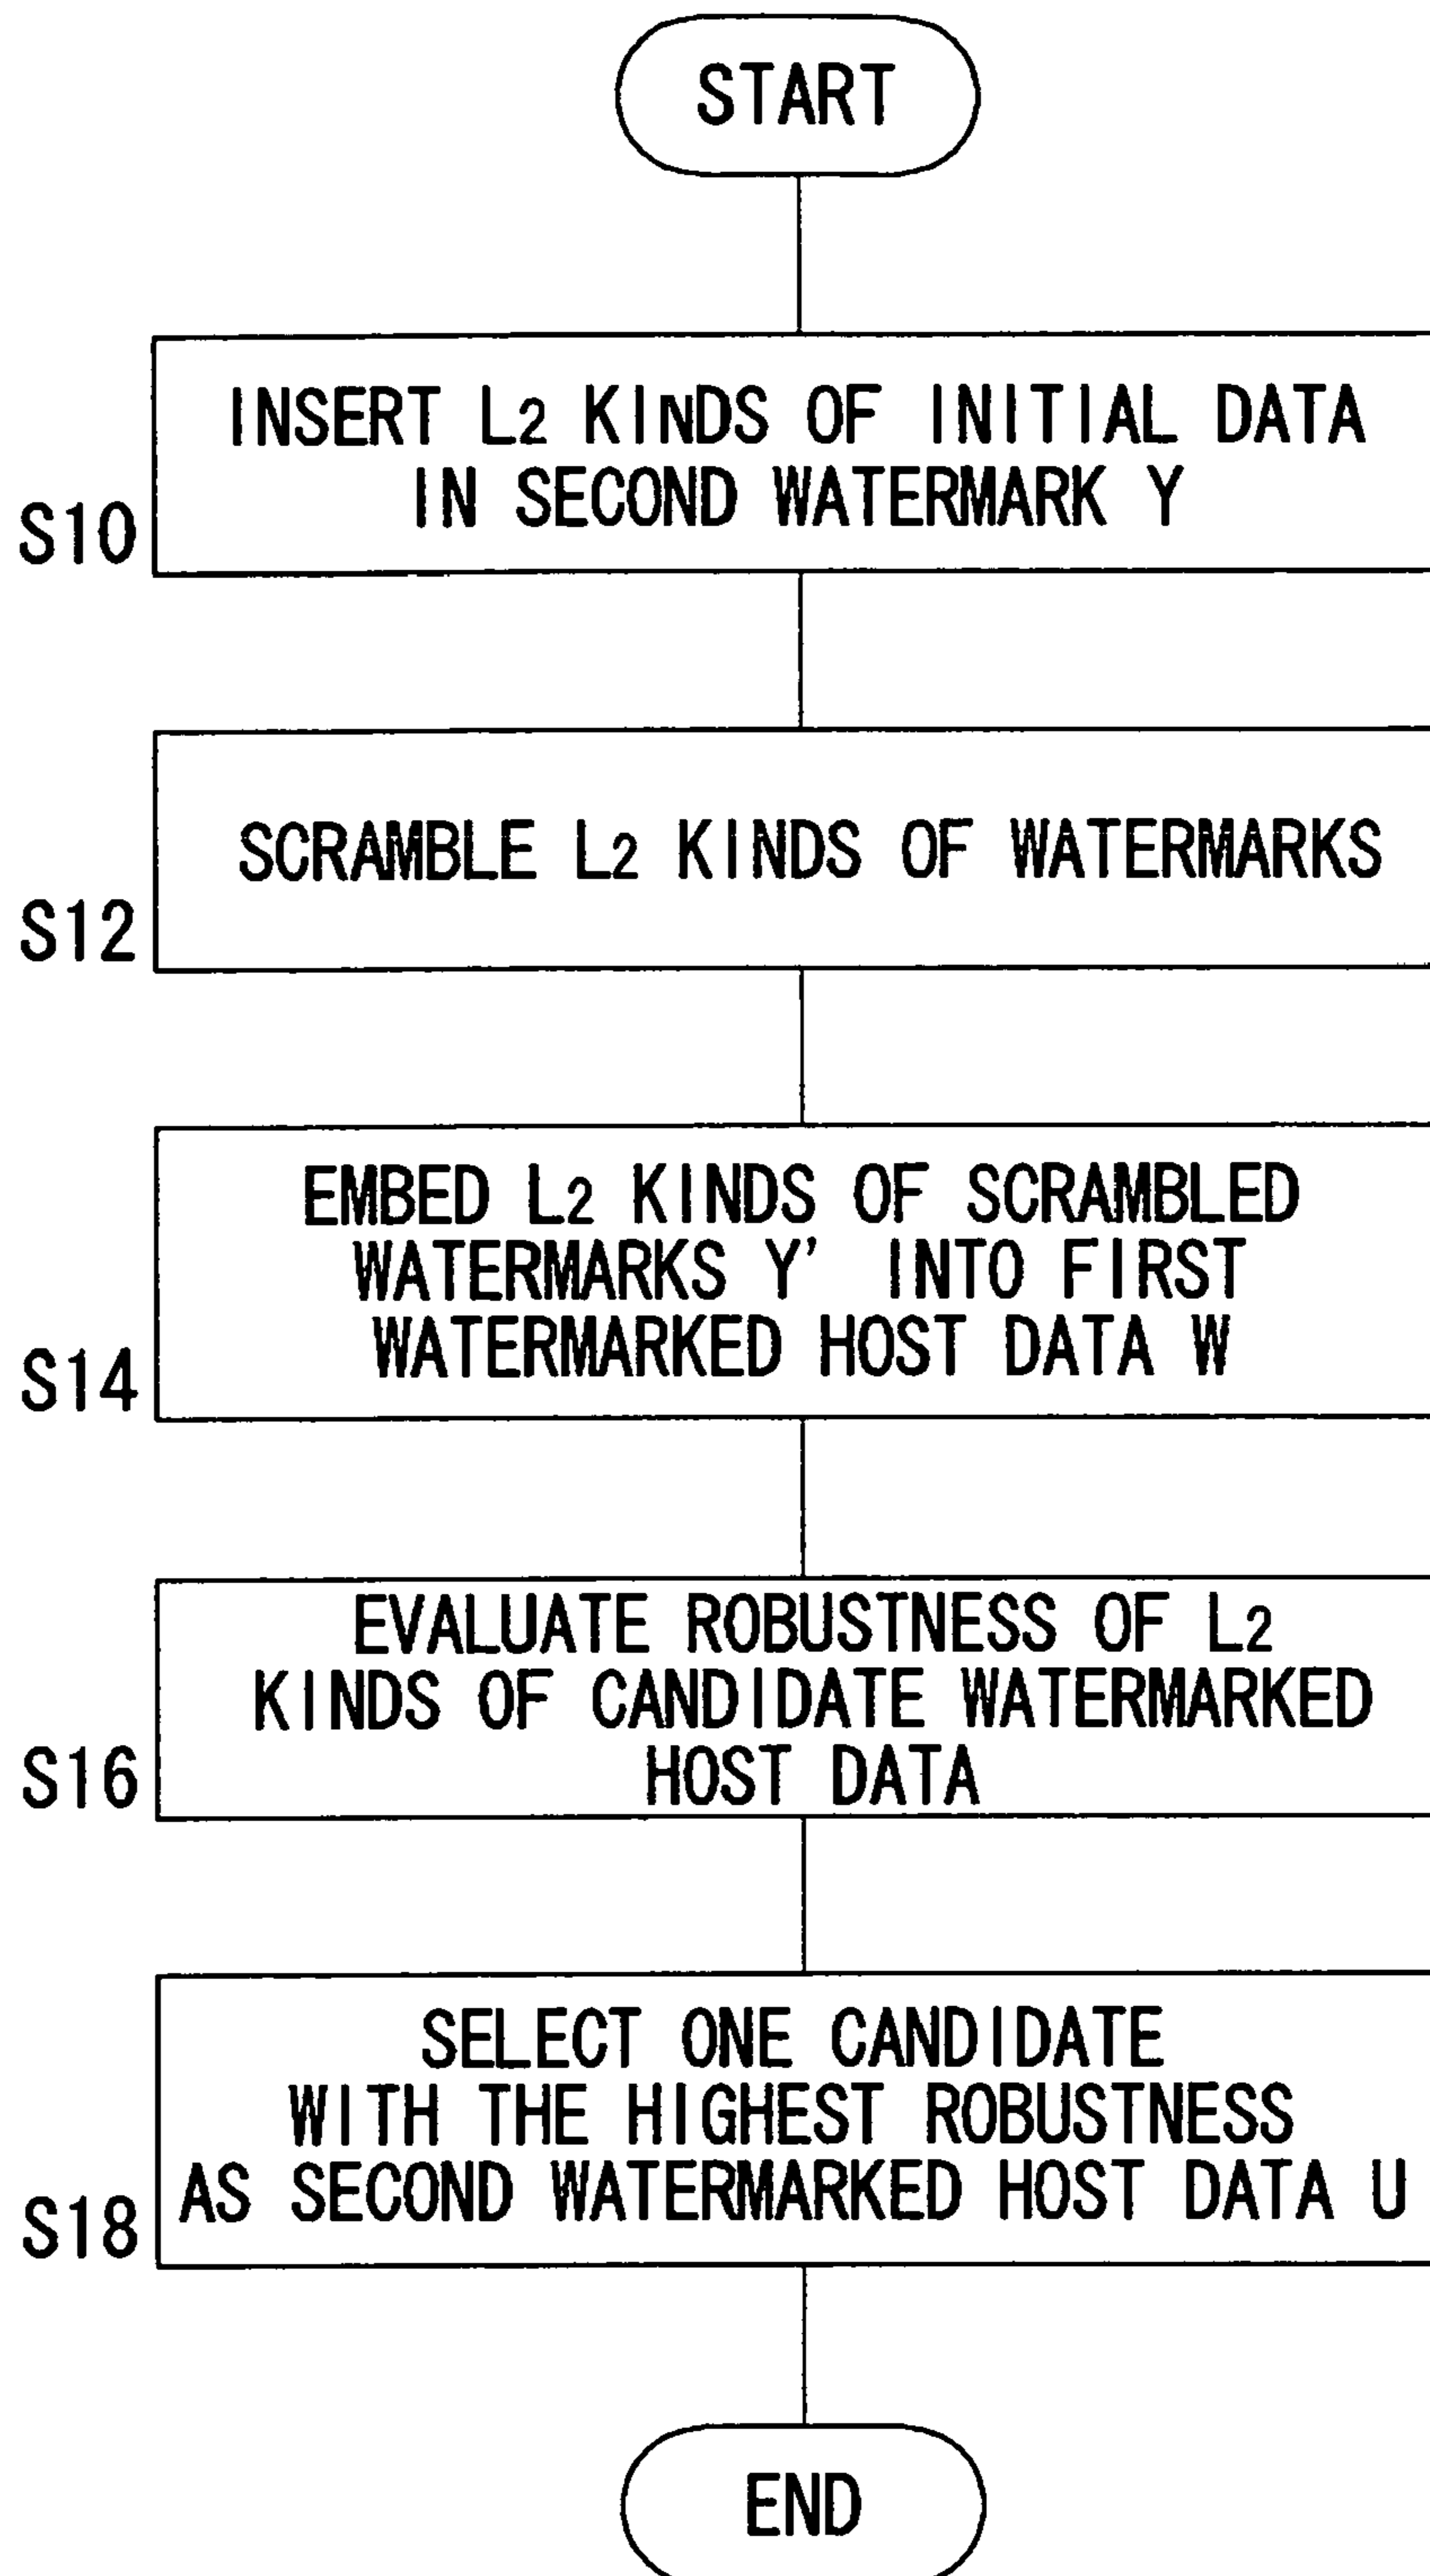 START
INSERT L2 KINDS OF INITIAL DATA
IN SECOND WATERMARK Y
S10
SCRAMBLE L2 KINDS OF WATERMARKS
S12
EMBED L2 KINDS OF SCRAMBLED
WATERMARKS Y' INTO FIRST
WATERMARKED HOST DATA W
S14
EVALUATE ROBUSTNESS OF L2
KINDS OF CANDIDATE WATERMARKED
HOST DATA
S16
SELECT ONE CANDIDATE
WITH THE HIGHEST ROBUSTNESS
AS SECOND WATERMARKED HOST DATA U
S18
END